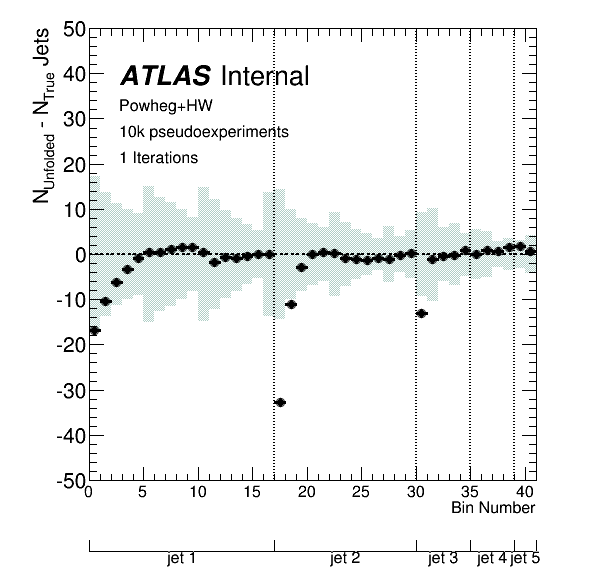 N_Unfolded - N_True Jets
50
40
30
20
10
0
-10
-20
-30
-40
-50
ATLAS Internal
Powheg+HW
10k pseudoexperiments
1 Iterations
0 5 10 15 20 25 30 35 40
Bin Number
jet 1 jet 2 jet 3 jet 4 jet 5